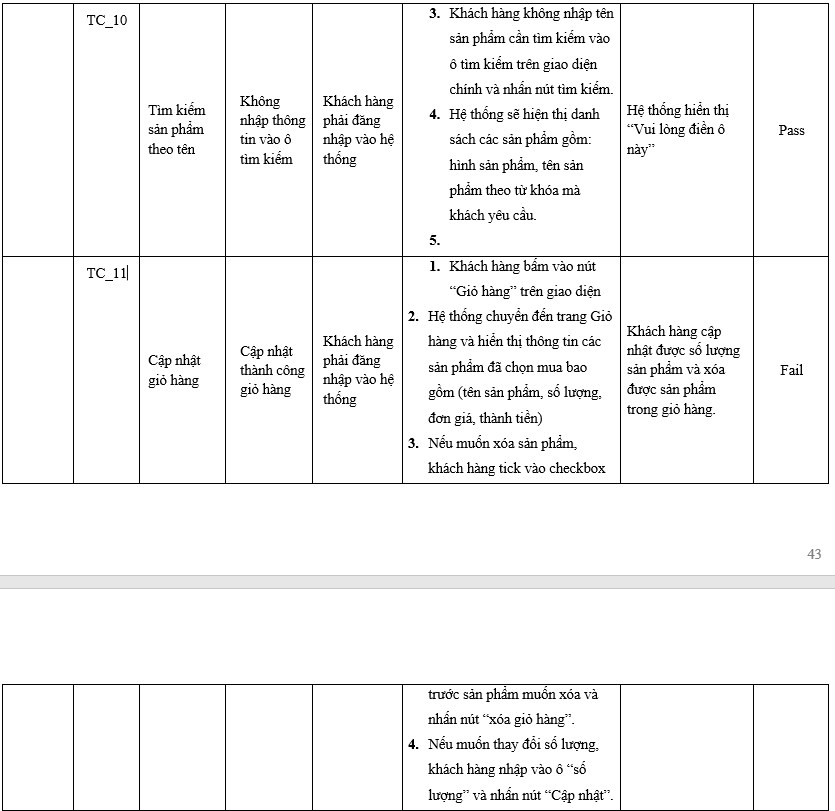 TC_10
Tìm kiếm
sản phẩm
theo tên
Không
nhập thông
tin vào ô
tìm kiếm
Khách hàng
phải đăng
nhập vào hệ
thống
3. Khách hàng không nhập tên
sản phẩm cần tìm kiếm vào
ô tìm kiếm trên giao diện
chính và nhấn nút tìm kiếm.
4. Hệ thống sẽ hiện thị danh
sách các sản phẩm gồm:
hình sản phẩm, tên sản
phẩm theo từ khóa mà
khách yêu cầu.
5.
Hệ thống hiển thị
“Vui lòng điền ô
này”
Pass
TC_11
Cập nhật
giỏ hàng
Cập nhật
thành công
giỏ hàng
Khách hàng
phải đăng
nhập vào hệ
thống
1. Khách hàng bấm vào nút
“Giỏ hàng” trên giao diện
2. Hệ thống chuyển đến trang Giỏ
hàng và hiển thị thông tin các
sản phẩm đã chọn mua bao
gồm (tên sản phẩm, số lượng,
đơn giá, thành tiền)
3. Nếu muốn xóa sản phẩm,
khách hàng tick vào checkbox
Khách hàng cập
nhật được số lượng
sản phẩm và xóa
được sản phẩm
trong giỏ hàng.
Fail
43
trước sản phẩm muốn xóa và
nhấn nút “xóa giỏ hàng”.
4. Nếu muốn thay đổi số lượng,
khách hàng nhập vào ô “số
lượng” và nhấn nút “Cập nhật”.